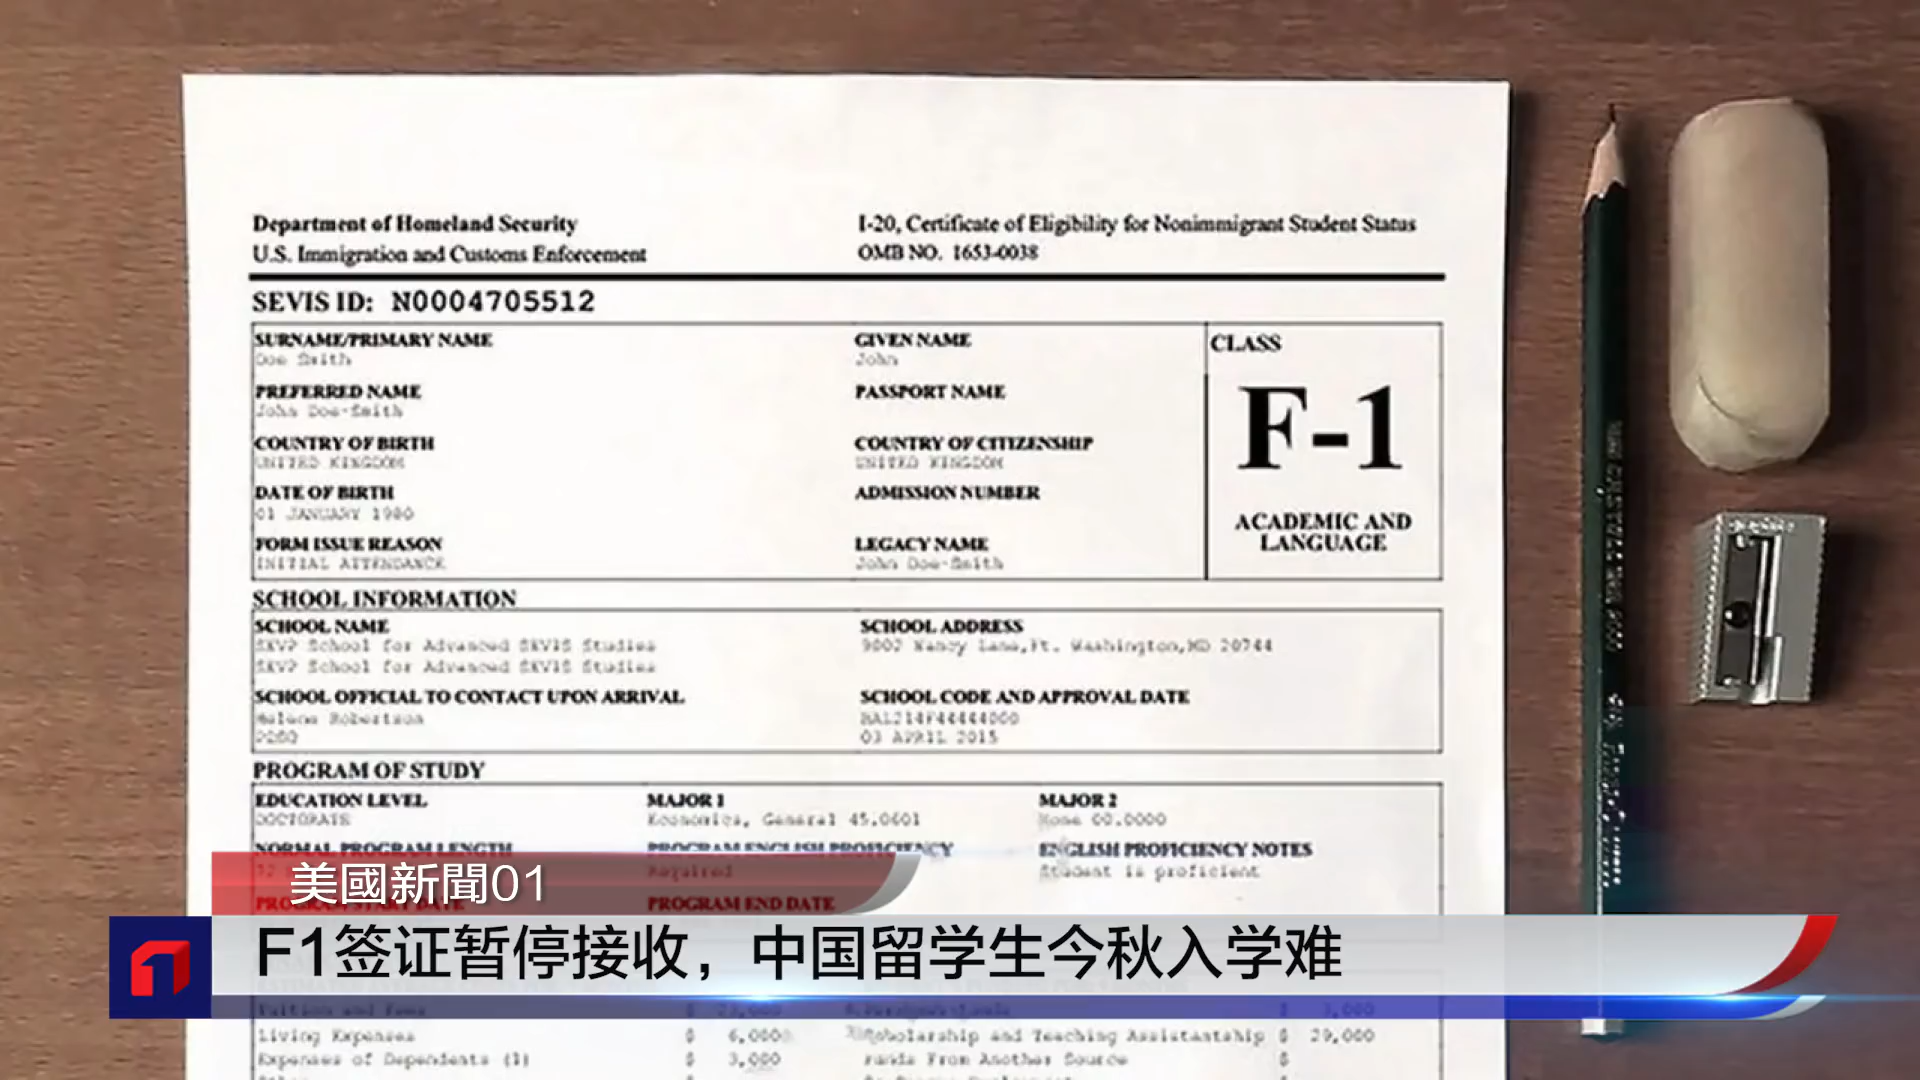 Department of Homeland Security
U.S. Immigration and Customs Enforcement
I-20, Certificate of Eligibility for Nonimmigrant Student Status
OMB NO. 1653-0038
SEVIS ID: N0004705512
SURNAME/PRIMARY NAME
Doe Smith
GIVEN NAME
John
CLASS
PREFERRED NAME
John Doe-Smith
PASSPORT NAME
F-1
COUNTRY OF BIRTH
UNITED KINGDOM
COUNTRY OF CITIZENSHIP
UNITED KINGDOM
DATE OF BIRTH
01 JANUARY 1980
ADMISSION NUMBER
ACADEMIC AND
LANGUAGE
FORM ISSUE REASON
INITIAL ATTENDANCE
LEGACY NAME
John Doe-Smith
SCHOOL INFORMATION
SCHOOL NAME
SEVP School for Advanced SEVIS Studies
SEVP School for Advanced SEVIS Studies
SCHOOL ADDRESS
9002 Nancy Lane,Ft. Washington,MD 20744
SCHOOL OFFICIAL TO CONTACT UPON ARRIVAL
Helene Robertson
PDSO
SCHOOL CODE AND APPROVAL DATE
BAL214F44444000
03 APRIL 2015
PROGRAM OF STUDY
EDUCATION LEVEL
DOCTORATE
MAJOR 1
Economics, General 45.0601
MAJOR 2
None 00.0000
NORMAL PROGRAM LENGTH
PROGRAM ENGLISH PROFICIENCY
Required
ENGLISH PROFICIENCY NOTES
Student is proficient
PROGRAM START DATE
PROGRAM END DATE
美國新聞01
F1签证暂停接收，中国留学生今秋入学难
Tuition and Fees $
$ 3,000
Living Expenses $ 6,000
Scholarship and Teaching Assistantship $ 29,000
Expenses of Dependents (1) $ 3,000
Funds From Another Source $